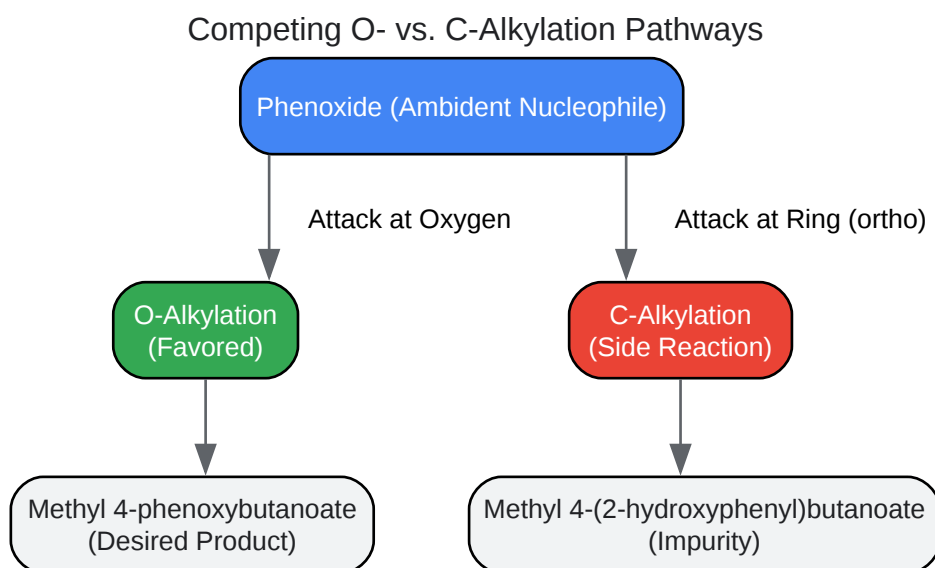 Competing O- vs. C-Alkylation Pathways
Phenoxide (Ambident Nucleophile)
Attack at Oxygen
Attack at Ring (ortho)
O-Alkylation
(Favored)
C-Alkylation
(Side Reaction)
Methyl 4-phenoxybutanoate
(Desired Product)
Methyl 4-(2-hydroxyphenyl)butanoate
(Impurity)